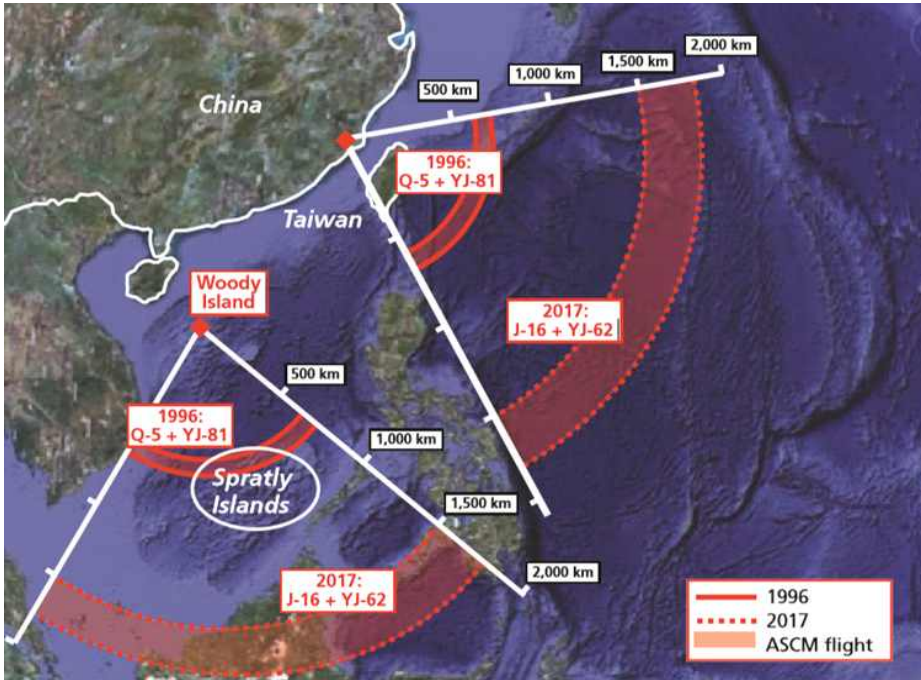 2,000 km
1,500 km
1,000 km
500 km
China
1996:
Q-5 + YJ-81
Taiwan
Woody
Island
2017:
J-16 + YJ-62
500 km
1996:
Q-5 + YJ-81
1,000 km
Spratly
Islands
1,500 km
2,000 km
2017:
J-16 + YJ-62
1996
2017
ASCM flight